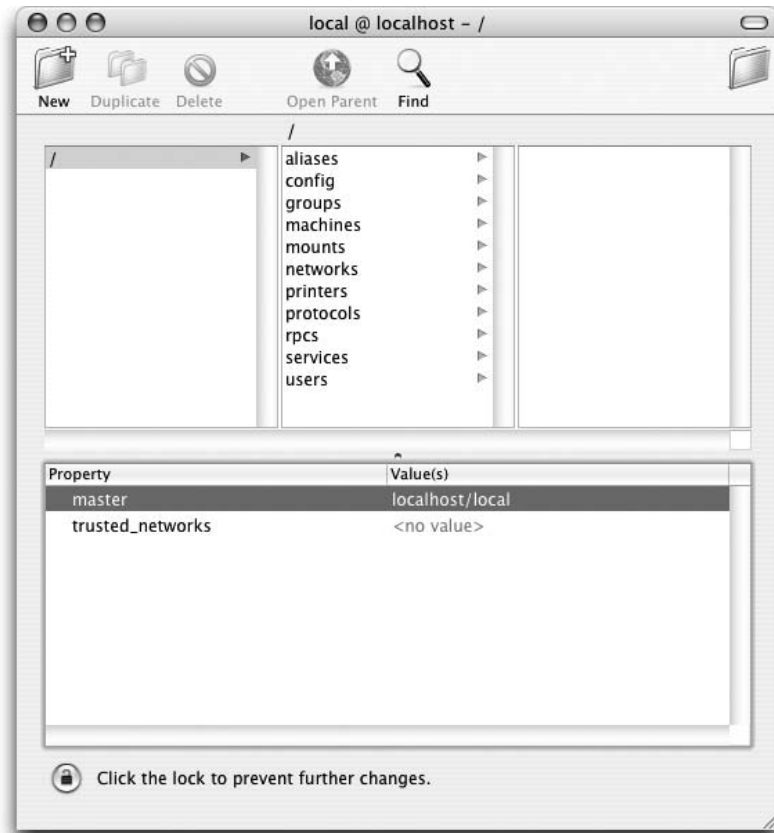 local @ localhost – /
New Duplicate Delete Open Parent Find
/
/
aliases
config
groups
machines
mounts
networks
printers
protocols
rpcs
services
users
Property Value(s)
master localhost/local
trusted_networks <no value>
Click the lock to prevent further changes.